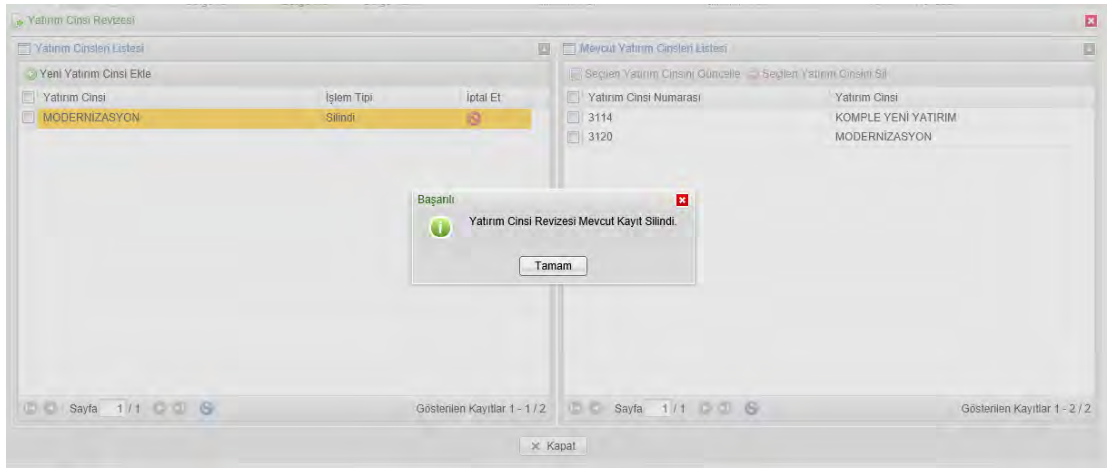 Yatırım Cinsi Revizesi
Yatırım Cinsleri Listesi
Yeni Yatırım Cinsi Ekle
Yatırım Cinsi İşlem Tipi İptal Et
MODERNİZASYON Silindi
Mevcut Yatırım Cinsleri Listesi
Seçilen Yatırım Cinsini Güncelle Seçilen Yatırım Cinsini Sil
Yatırım Cinsi Numarası Yatırım Cinsi
3114 KOMPLE YENİ YATIRIM
3120 MODERNİZASYON
Başarılı
Yatırım Cinsi Revizesi Mevcut Kayıt Silindi.
Tamam
Sayfa 1 / 1 Gösterilen Kayıtlar 1 - 1 / 2
Sayfa 1 / 1 Gösterilen Kayıtlar 1 - 2 / 2
Kapat